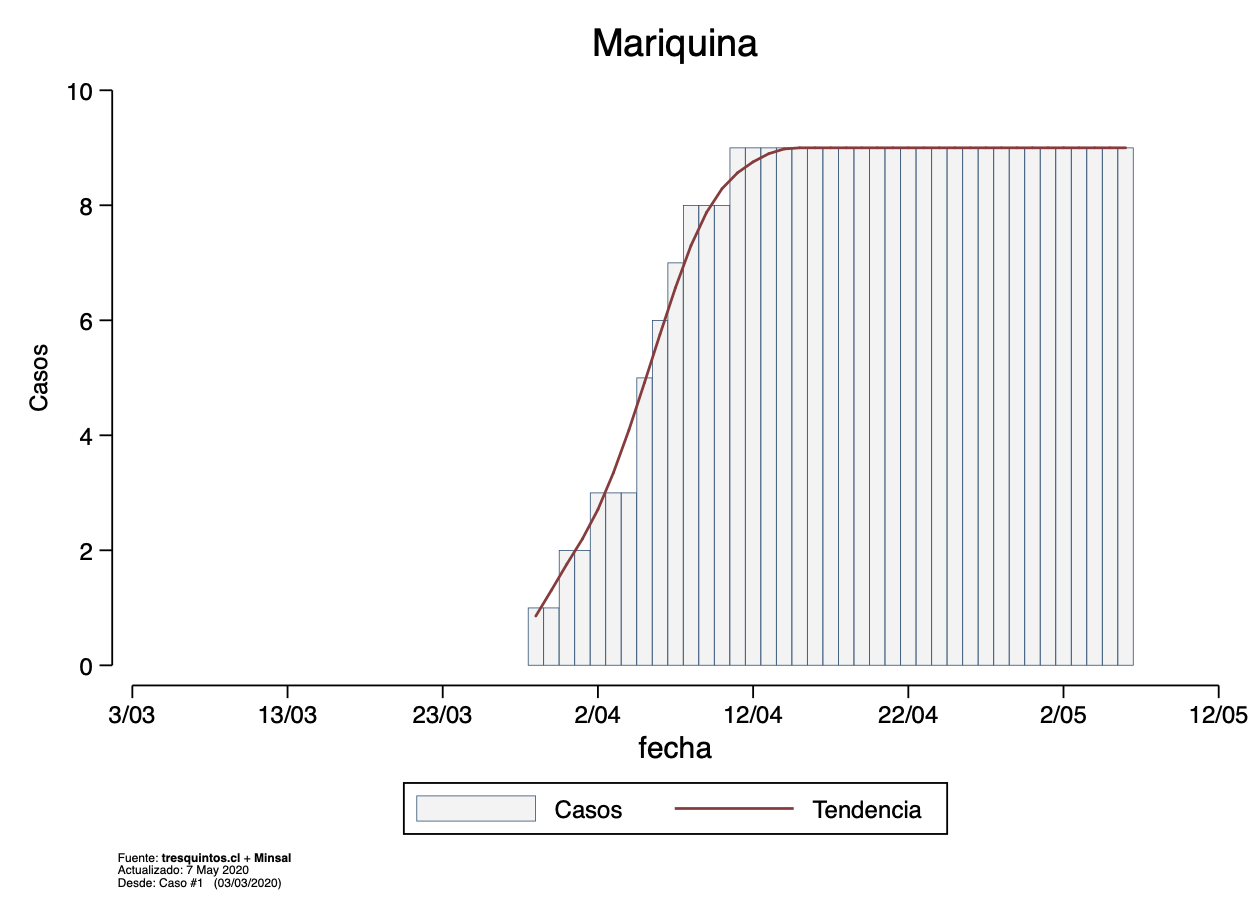 Mariquina
10
8
6
4
2
0
Casos
3/03 13/03 23/03 2/04 12/04 22/04 2/05 12/05
fecha
Casos Tendencia
Fuente: tresquintos.cl + Minsal
Actualizado: 7 May 2020
Desde: Caso #1 (03/03/2020)